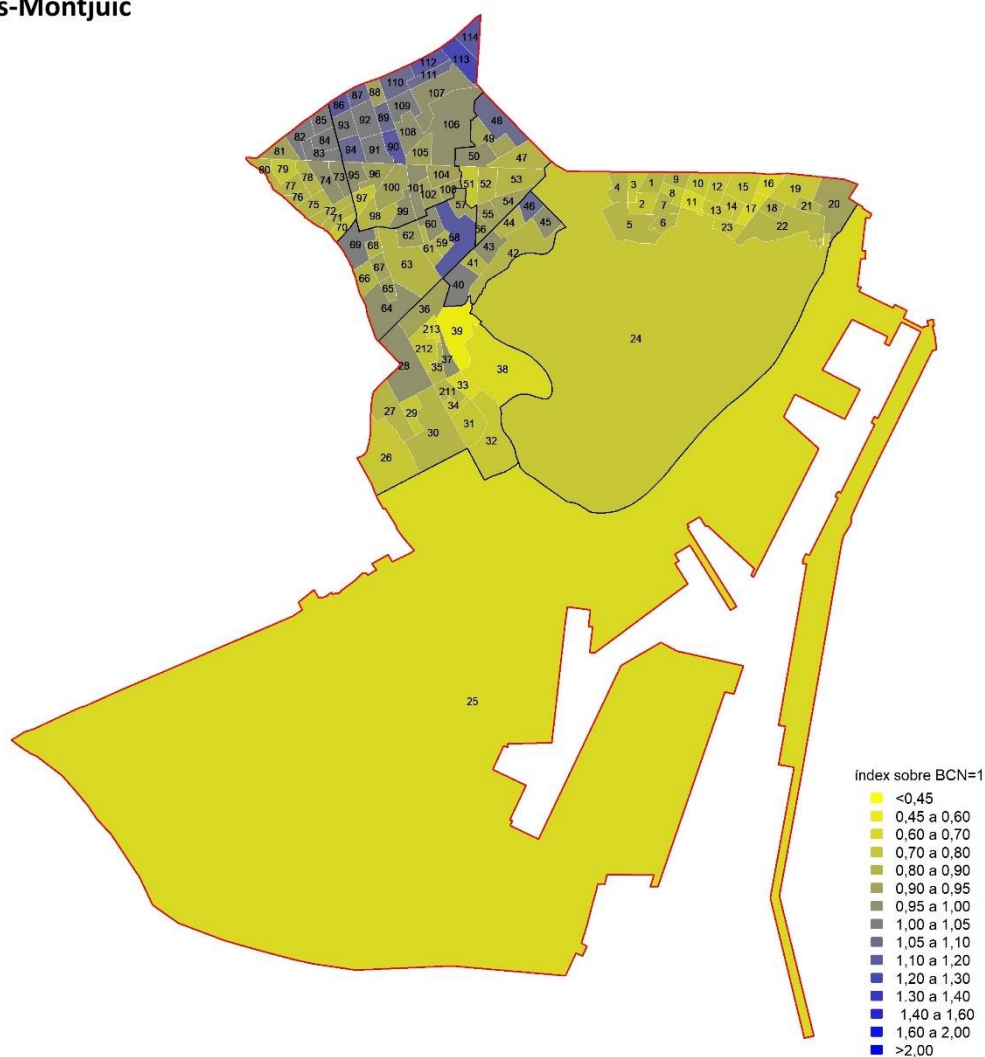 s-Montjuïc
114
112 113
111
110
87 88
86
109 107
85 93 92 89
48
82 84 108 106
49
81 83 94 91 90 105
50 47
80 79 78 74 73 95 96 104
77 100 101 102 103 51 52 53
76 75 97 54
72 71 98 99 57 46
70 60 55 44 45
69 68 62 61 59 58 56
43 42
67 63 41
66 65 40
64 36
213 39
212 37
28 35 38
211 33
27 29 34
30 31
26 32
4 3 1 9 10 12 15 16 19
2 8 7 11 13 14 17 18 21 20
5 6 23 22
24
25
índex sobre BCN=1
<0,45
0,45 a 0,60
0,60 a 0,70
0,70 a 0,80
0,80 a 0,90
0,90 a 0,95
0,95 a 1,00
1,00 a 1,05
1,05 a 1,10
1,10 a 1,20
1,20 a 1,30
1.30 a 1,40
1,40 a 1,60
1,60 a 2,00
>2,00